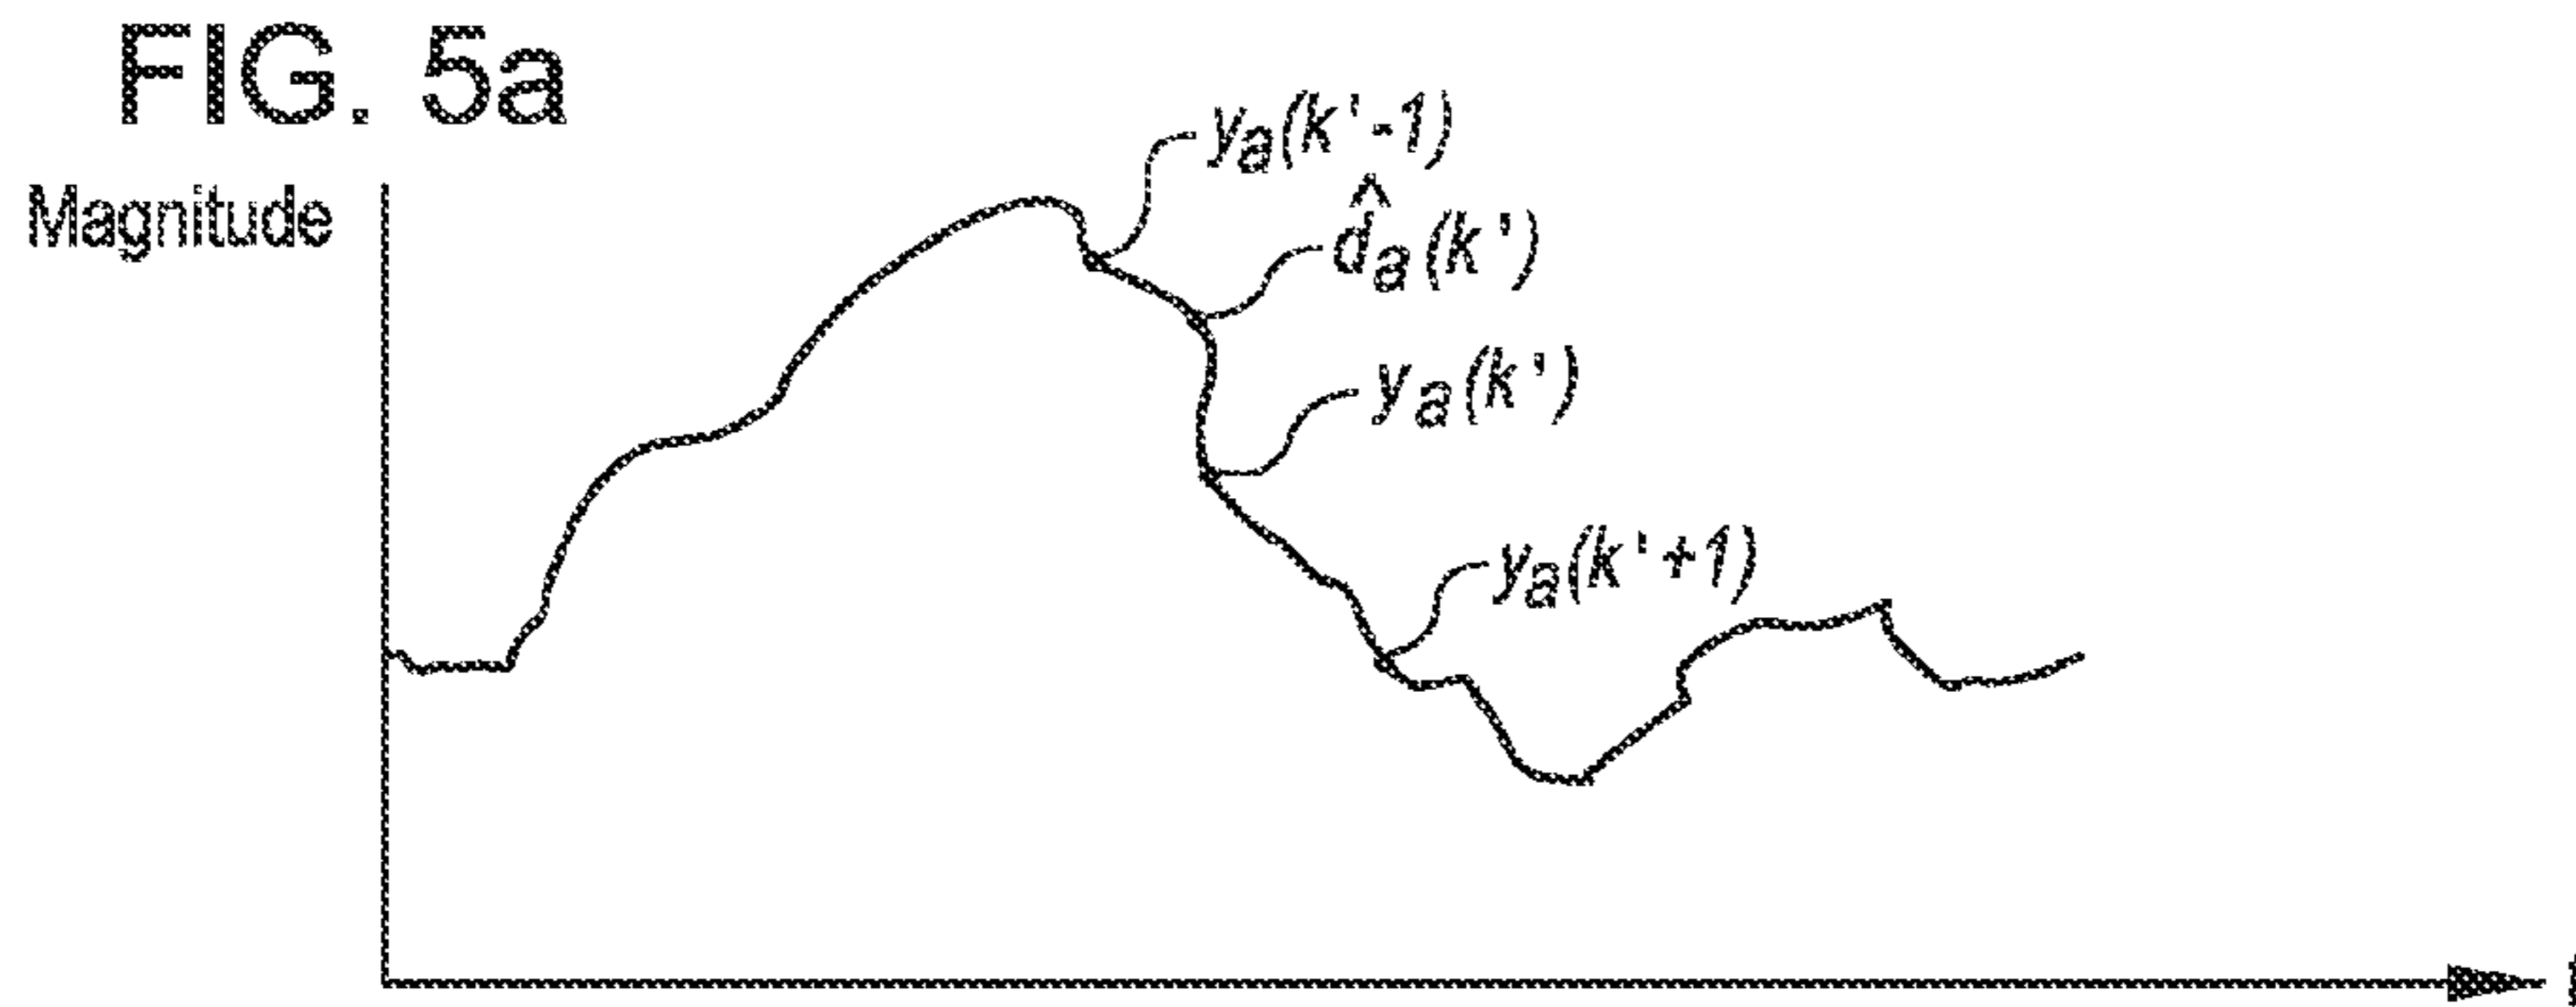 FIG. 5a
Magnitude
yₐ(k'-1)
d̂ₐ(k')
yₐ(k')
yₐ(k'+1)